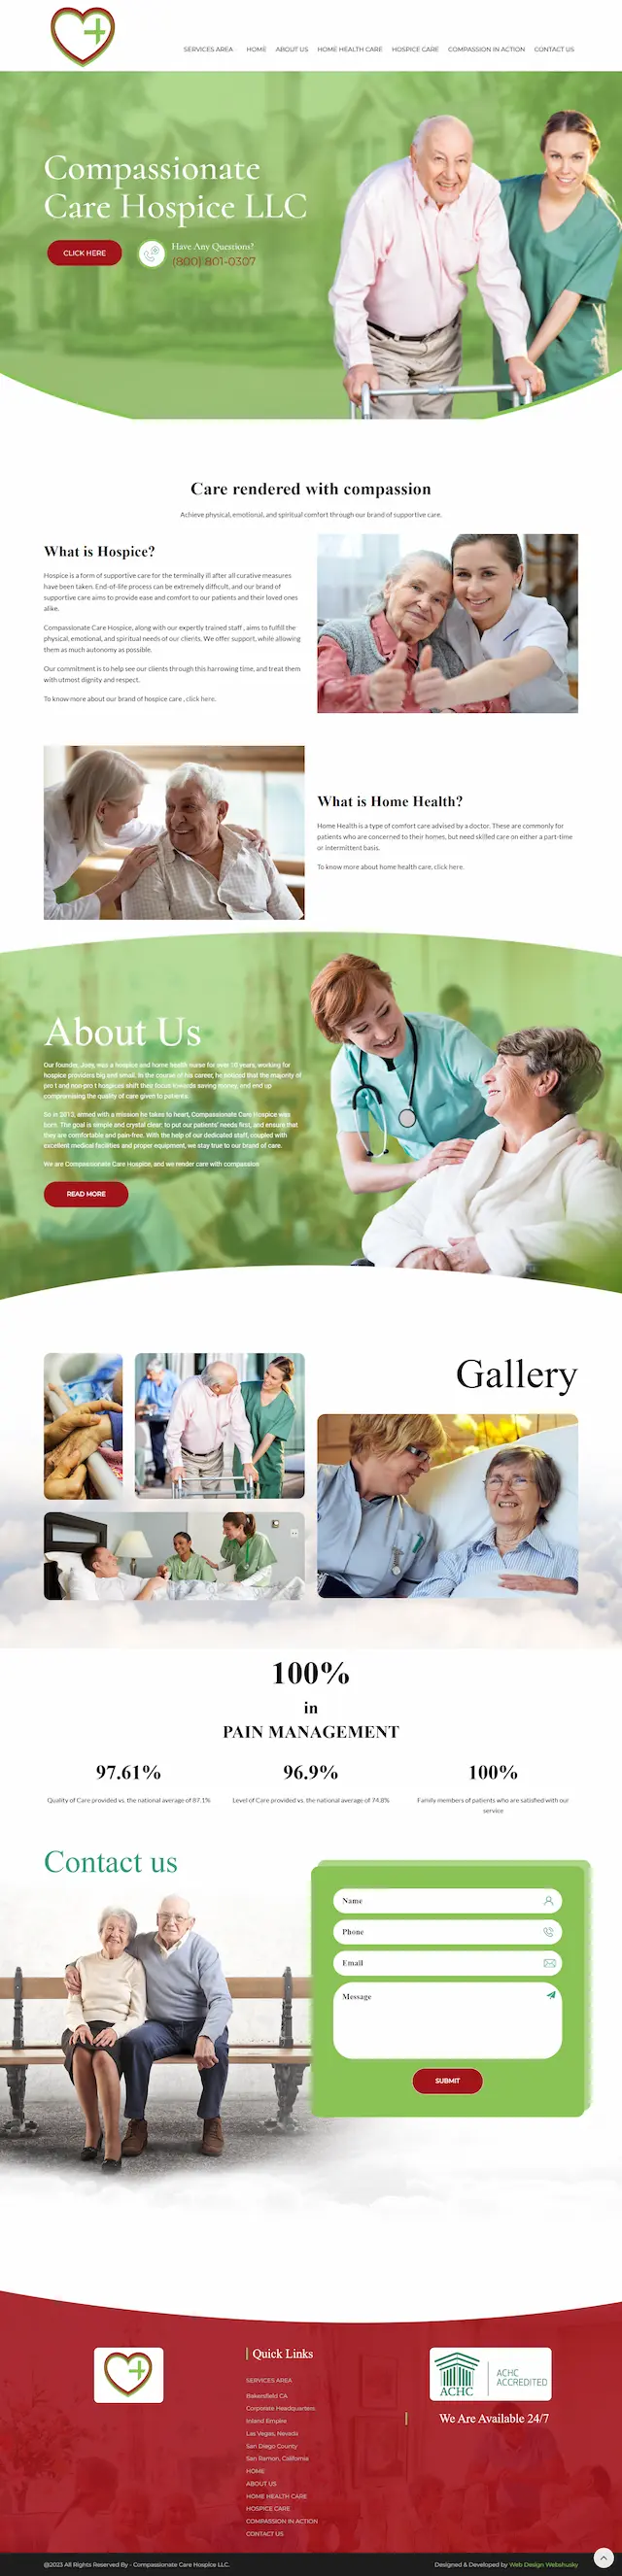 SERVICES AREA HOME ABOUT US HOME HEALTH CARE HOSPICE CARE COMPASSION IN ACTION CONTACT US
Compassionate
Care Hospice LLC
CLICK HERE
Have Any Questions?
(800) 801-0307
Care rendered with compassion
Achieve physical, emotional, and spiritual comfort through our brand of supportive care.
What is Hospice?
Hospice is a form of supportive care for the terminally ill after all curative measures
have been taken. End-of-life process can be extremely difficult, and our brand of
supportive care aims to provide ease and comfort to our patients and their loved ones
alike.
Compassionate Care Hospice, along with our expertly trained staff , aims to fulfill the
physical, emotional, and spiritual needs of our clients. We offer support, while allowing
them as much autonomy as possible.
Our commitment is to help see our clients through this harrowing time, and treat them
with utmost dignity and respect.
To know more about our brand of hospice care , click here.
What is Home Health?
Home Health is a type of comfort care advised by a doctor. These are commonly for
patients who are concerned to their homes, but need skilled care on either a part-time
or intermittent basis.
To know more about home health care, click here.
About Us
Our founder, Juny, was a hospice and home health nurse for over 10 years, working for
hospice providers big and small. In the course of his career, he noticed that the majority of
pro t and non-pro t hospices shift their focus towards saving money, and end up
compromising the quality of care given to patients.
So in 2013, armed with a mission he takes to heart, Compassionate Care Hospice was
born. The goal is simple and crystal clear: to put our patients' needs first, and ensure that
they are comfortable and pain-free. With the help of our dedicated staff, coupled with
excellent medical facilities and proper equipment, we stay true to our brand of care.
We are Compassionate Care Hospice, and we render care with compassion
READ MORE
Gallery
100%
in
PAIN MANAGEMENT
97.61%
Quality of Care provided vs. the national average of 87.1%
96.9%
Level of Care provided vs. the national average of 74.8%
100%
Family members of patients who are satisfied with our
service
Contact us
Name
Phone
Email
Message
SUBMIT
Quick Links
SERVICES AREA
Bakersfield CA
Corporate Headquarters
Inland Empire
Las Vegas, Nevada
San Diego County
San Ramon, California
HOME
ABOUT US
HOME HEALTH CARE
HOSPICE CARE
COMPASSION IN ACTION
CONTACT US
ACHC
ACHC
ACCREDITED
We Are Available 24/7
@2023 All Rights Reserved By - Compassionate Care Hospice LLC.
Designed & Developed by Web Design Webshusky